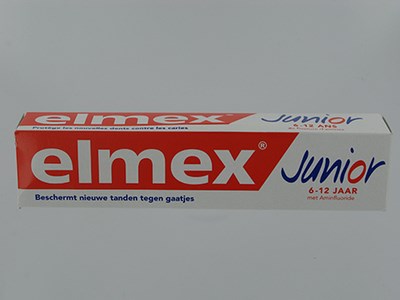 elmex® Junior
6-12 ANS
Protège les nouvelles dents contre les caries
elmex® Junior
6-12 JAAR
met Aminfluoride
Beschermt nieuwe tanden tegen gaatjes